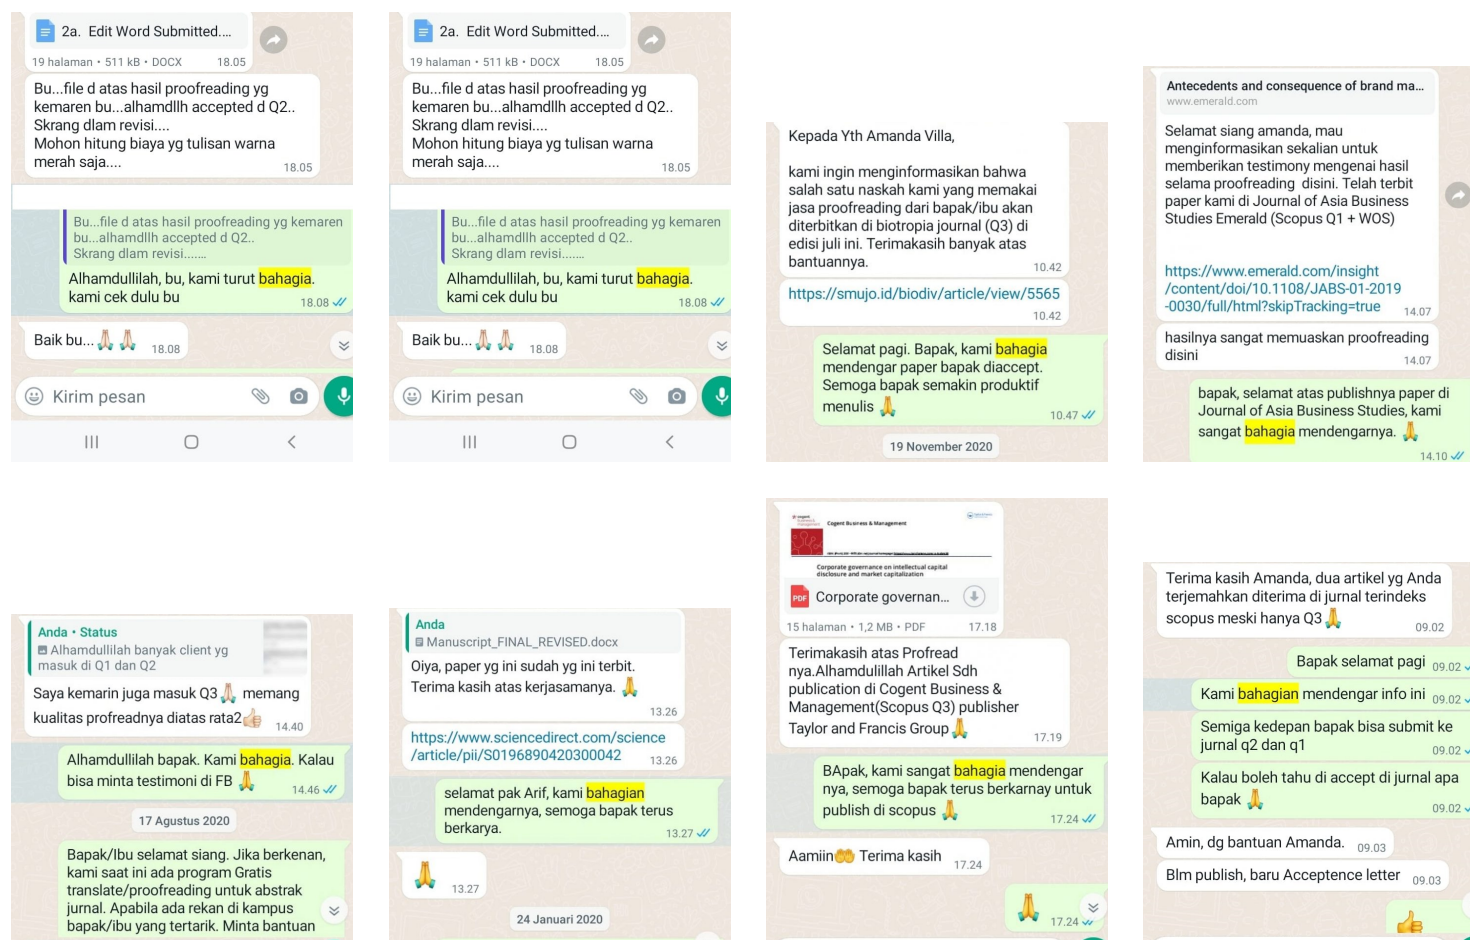 2a. Edit Word Submitted....
19 halaman • 511 kB • DOCX 18.05
Bu...file d atas hasil proofreading yg
kemaren bu...alhamdllh accepted d Q2..
Skrang dlam revisi....
Mohon hitung biaya yg tulisan warna
merah saja.... 18.05
Bu...file d atas hasil proofreading yg kemaren
bu...alhamdllh accepted d Q2..
Skrang dlam revisi.......
Alhamdullilah, bu, kami turut bahagia.
kami cek dulu bu 18.08
Baik bu...🙏🙏 18.08
Kirim pesan
2a. Edit Word Submitted....
19 halaman • 511 kB • DOCX 18.05
Bu...file d atas hasil proofreading yg
kemaren bu...alhamdllh accepted d Q2..
Skrang dlam revisi....
Mohon hitung biaya yg tulisan warna
merah saja.... 18.05
Bu...file d atas hasil proofreading yg kemaren
bu...alhamdllh accepted d Q2..
Skrang dlam revisi.......
Alhamdullilah, bu, kami turut bahagia.
kami cek dulu bu 18.08
Baik bu...🙏🙏 18.08
Kirim pesan
Kepada Yth Amanda Villa,
kami ingin menginformasikan bahwa
salah satu naskah kami yang memakai
jasa proofreading dari bapak/ibu akan
diterbitkan di biotropia journal (Q3) di
edisi juli ini. Terimakasih banyak atas
bantuannya. 10.42
https://smujo.id/biodiv/article/view/5565
10.42
Selamat pagi. Bapak, kami bahagia
mendengar paper bapak diaccept.
Semoga bapak semakin produktif
menulis 🙏 10.47
19 November 2020
Antecedents and consequence of brand ma...
www.emerald.com
Selamat siang amanda, mau
menginformasikan sekalian untuk
memberikan testimony mengenai hasil
selama proofreading disini. Telah terbit
paper kami di Journal of Asia Business
Studies Emerald (Scopus Q1 + WOS)
https://www.emerald.com/insight
/content/doi/10.1108/JABS-01-2019
-0030/full/html?skipTracking=true 14.07
hasilnya sangat memuaskan proofreading
disini 14.07
bapak, selamat atas publishnya paper di
Journal of Asia Business Studies, kami
sangat bahagia mendengarnya. 🙏
14.10
Anda • Status
Alhamdullilah banyak client yg
masuk di Q1 dan Q2
Saya kemarin juga masuk Q3🙏 memang
kualitas profreadnya diatas rata2👍 14.40
Alhamdullilah bapak. Kami bahagia. Kalau
bisa minta testimoni di FB 🙏 14.46
17 Agustus 2020
Bapak/Ibu selamat siang. Jika berkenan,
kami saat ini ada program Gratis
translate/proofreading untuk abstrak
jurnal. Apabila ada rekan di kampus
bapak/ibu yang tertarik. Minta bantuan
Anda
Manuscript_FINAL_REVISED.docx
Oiya, paper yg ini sudah yg ini terbit.
Terima kasih atas kerjasamanya. 🙏
13.26
https://www.sciencedirect.com/science
/article/pii/S0196890420300042 13.26
selamat pak Arif, kami bahagian
mendengarnya, semoga bapak terus
berkarya. 13.27
🙏 13.27
24 Januari 2020
Cogent Business & Management
Corporate governance on intellectual capital
disclosure and market capitalization
PDF Corporate governan...
15 halaman • 1,2 MB • PDF 17.18
Terimakasih atas Profread
nya.Alhamdulillah Artikel Sdh
publication di Cogent Business &
Management(Scopus Q3) publisher
Taylor and Francis Group🙏 17.19
BApak, kami sangat bahagia mendengar
nya, semoga bapak terus berkarnay untuk
publish di scopus 🙏 17.24
Aamiin🤲 Terima kasih 17.24
🙏 17.24
Terima kasih Amanda, dua artikel yg Anda
terjemahkan diterima di jurnal terindeks
scopus meski hanya Q3🙏 09.02
Bapak selamat pagi 09.02
Kami bahagian mendengar info ini 09.02
Semiga kedepan bapak bisa submit ke
jurnal q2 dan q1 09.02
Kalau boleh tahu di accept di jurnal apa
bapak 🙏 09.02
Amin, dg bantuan Amanda. 09.03
Blm publish, baru Acceptence letter 09.03
👍